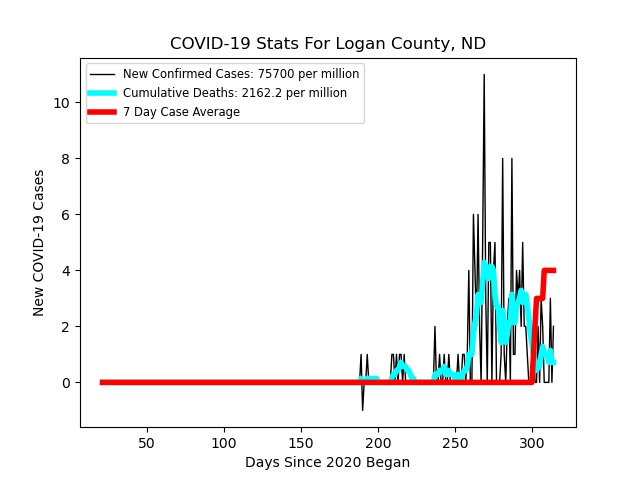 COVID-19 Stats For Logan County, ND
New Confirmed Cases: 75700 per million
Cumulative Deaths: 2162.2 per million
7 Day Case Average
New COVID-19 Cases
10
8
6
4
2
0
50 100 150 200 250 300
Days Since 2020 Began